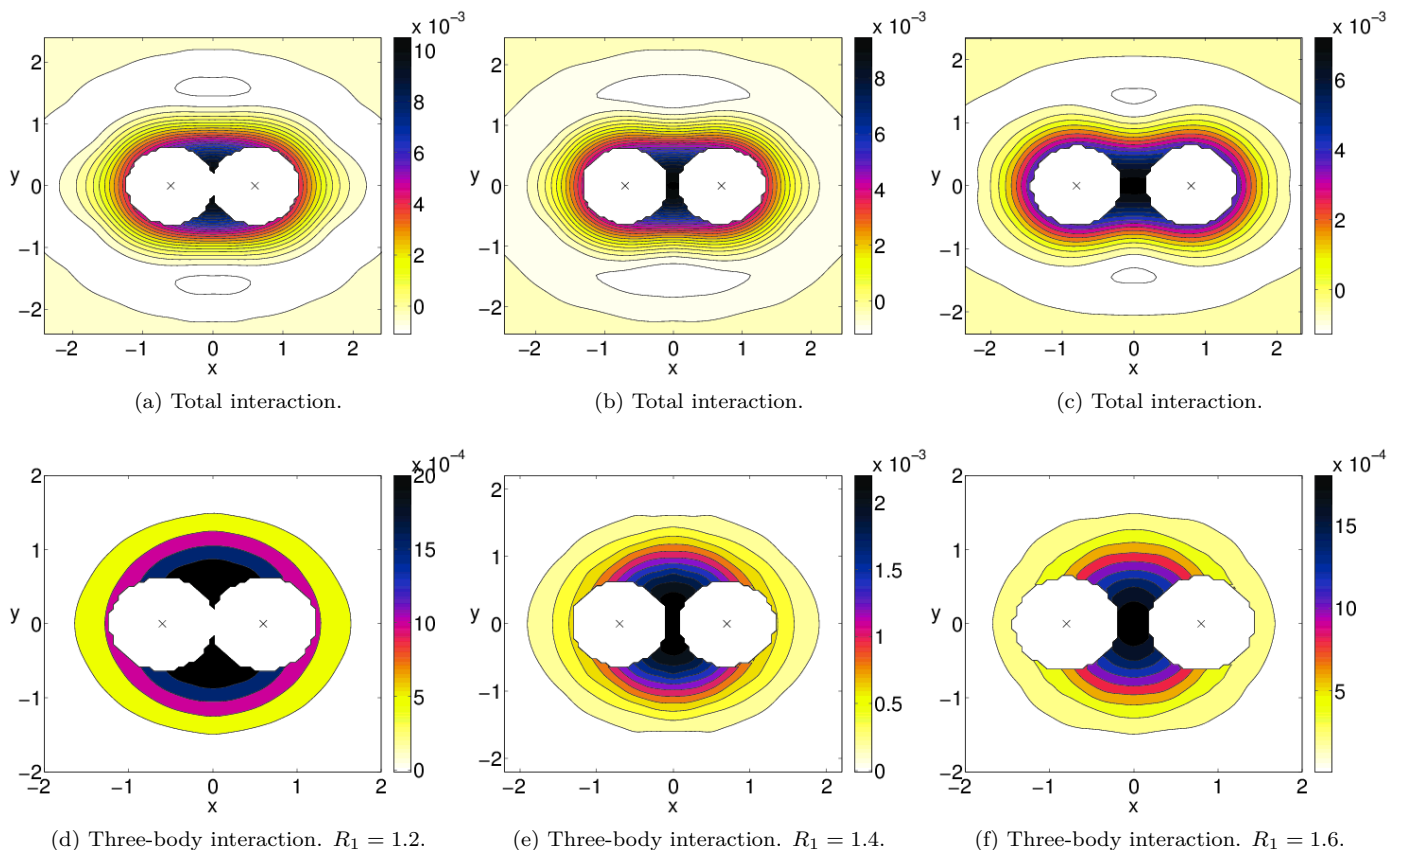 x 10⁻³
x 10⁻³
x 10⁻³
2
1
0
−1
−2
y
−2 −1 0 1 2
x
10
8
6
4
2
0
2
1
0
−1
−2
y
−2 −1 0 1 2
x
8
6
4
2
0
2
1
0
−1
−2
y
−2 −1 0 1 2
x
6
4
2
0
(a) Total interaction.
(b) Total interaction.
(c) Total interaction.
x 10⁻⁴
x 10⁻³
x 10⁻⁴
2
1
0
−1
−2
y
−2 −1 0 1 2
x
20
15
10
5
0
2
1
0
−1
−2
y
−2 −1 0 1 2
x
2
1.5
1
0.5
0
2
1
0
−1
−2
y
−2 −1 0 1 2
x
15
10
5
(d) Three-body interaction. R₁ = 1.2.
(e) Three-body interaction. R₁ = 1.4.
(f) Three-body interaction. R₁ = 1.6.